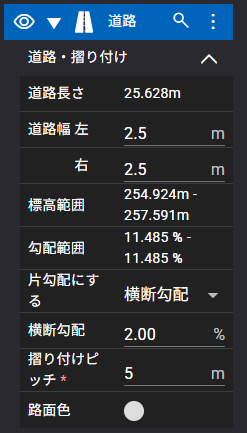 道路
道路・摺り付け
道路長さ 25.628m
道路幅 左 2.5 m
右 2.5 m
標高範囲 254.924m -
257.591m
勾配範囲 11.485 % -
11.485 %
片勾配にす
る 横断勾配
横断勾配 2.00 %
摺り付けピ
ッチ * 5 m
路面色